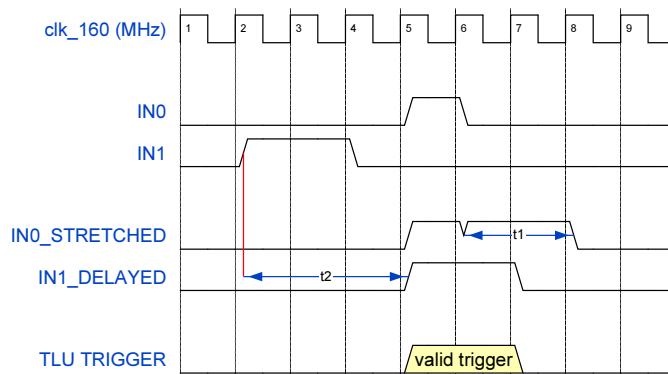 clk_160 (MHz)
1 2 3 4 5 6 7 8 9
IN0
IN1
IN0_STRETCHED
t1
IN1_DELAYED
t2
TLU TRIGGER
valid trigger